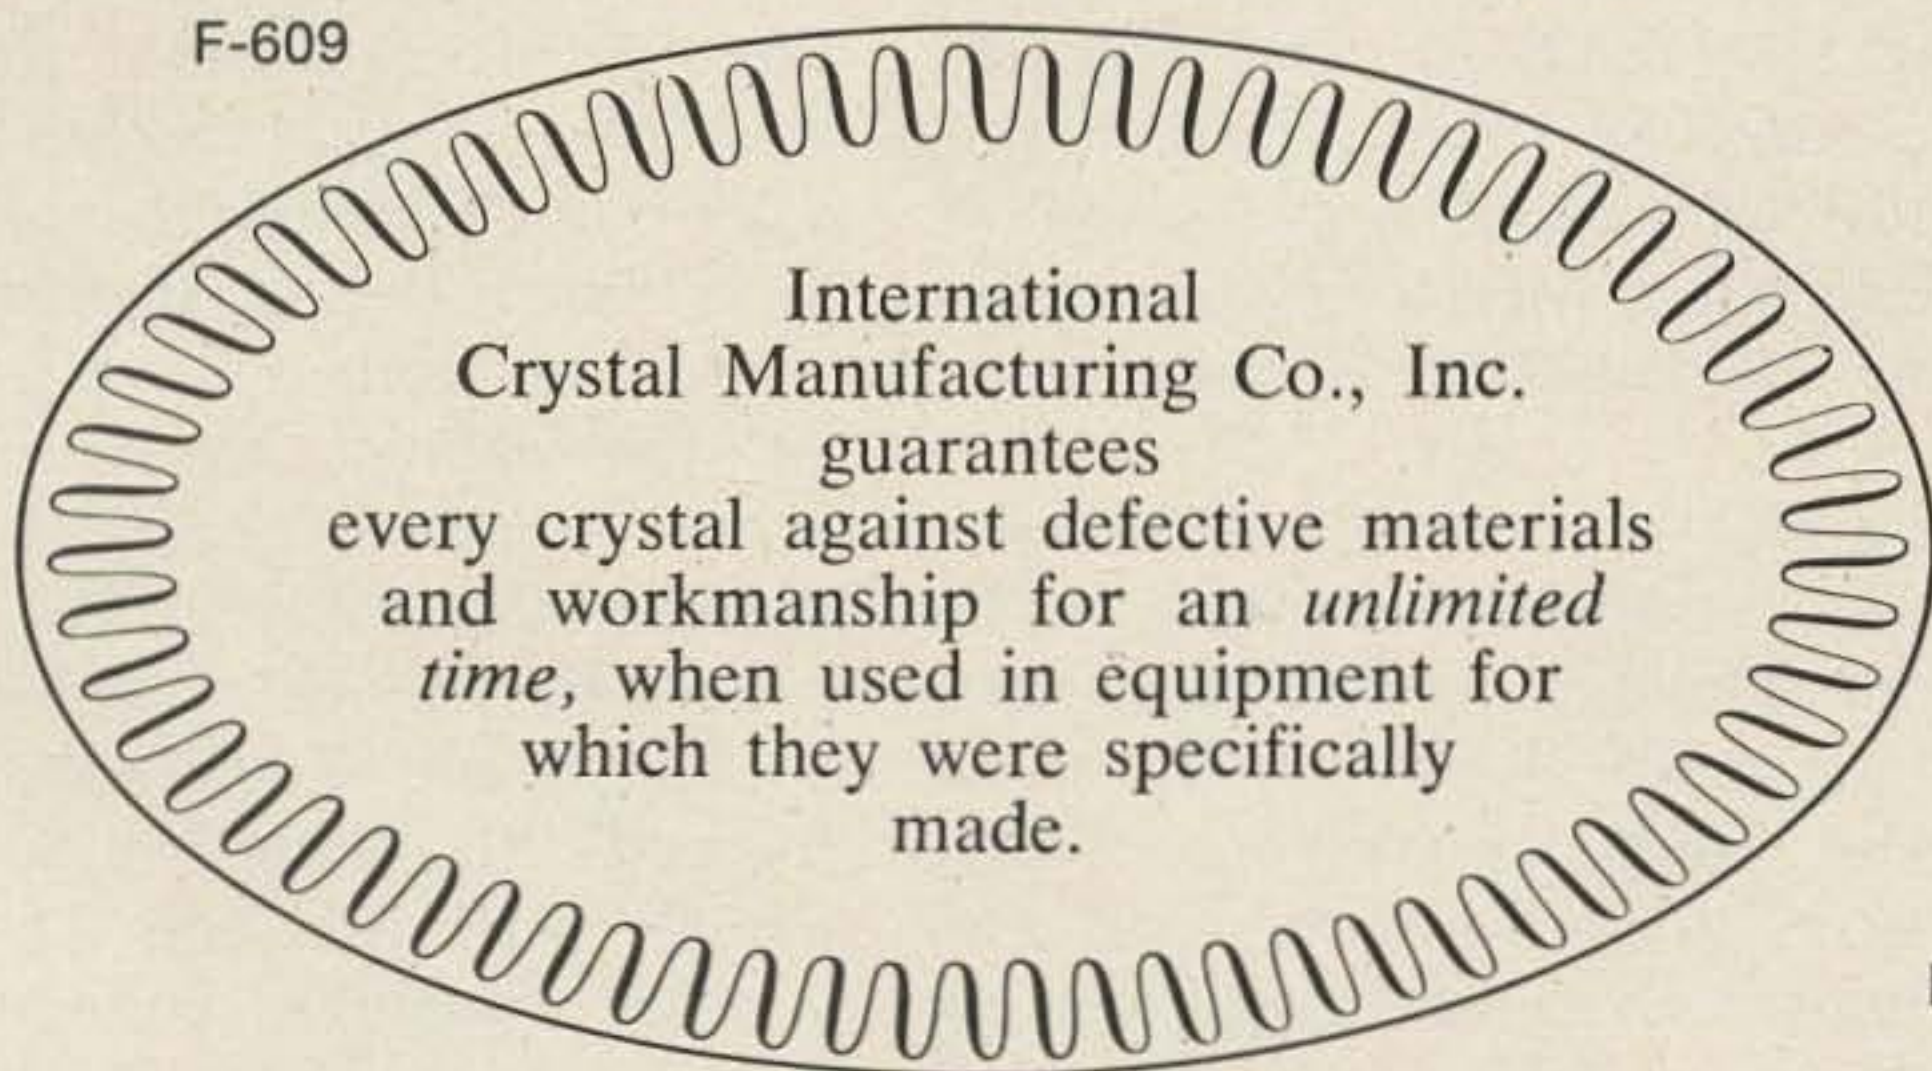 F-609
International
Crystal Manufacturing Co., Inc.
guarantees
every crystal against defective materials
and workmanship for an unlimited
time, when used in equipment for
which they were specifically
made.